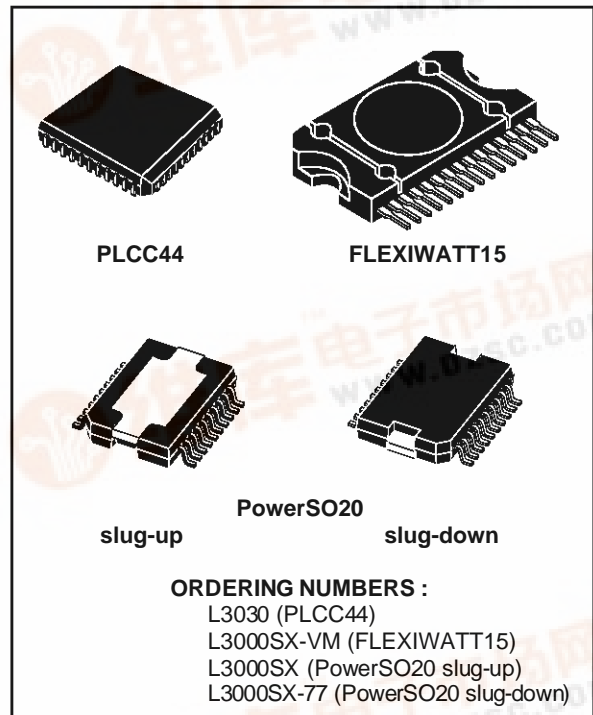 PLCC44 FLEXIWATT15
PowerSO20
slug-up slug-down
ORDERING NUMBERS :
L3030 (PLCC44)
L3000SX-VM (FLEXIWATT15)
L3000SX (PowerSO20 slug-up)
L3000SX-77 (PowerSO20 slug-down)